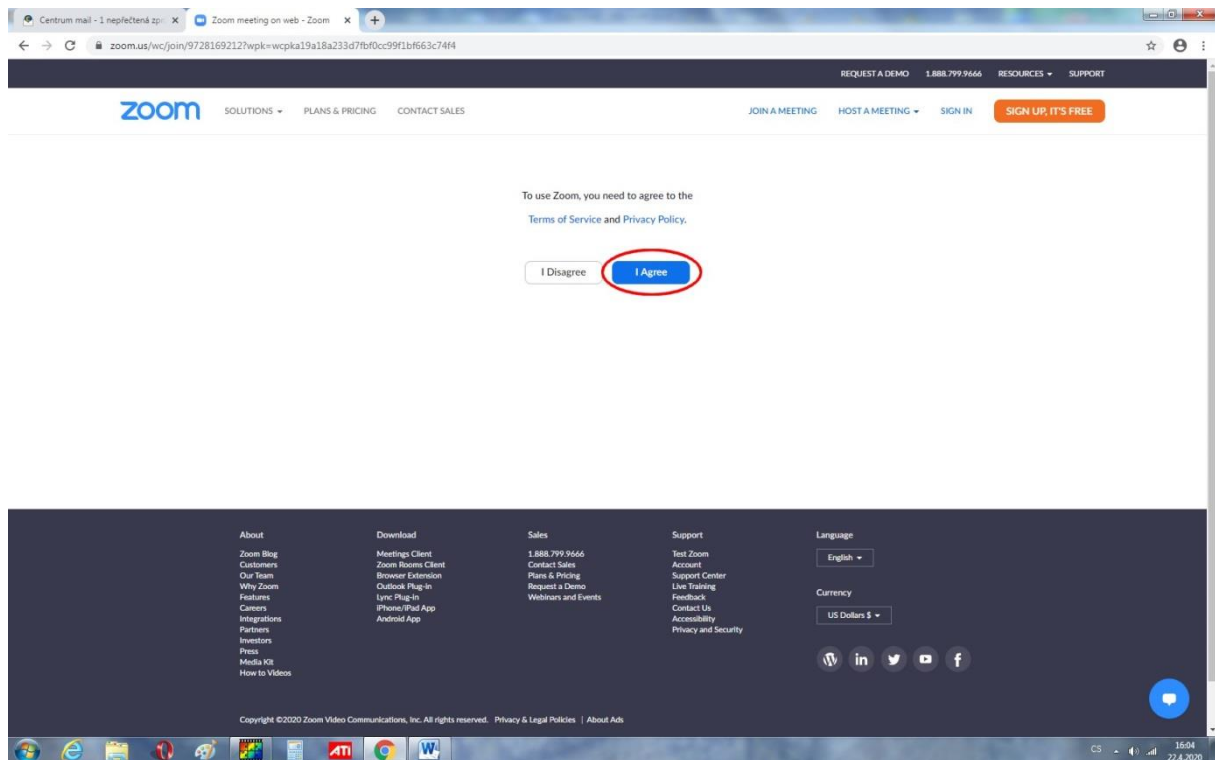 Centrum mail - 1 nepřečtená zpr
Zoom meeting on web - Zoom
zoom.us/wc/join/9728169212?wpk=wcpka19a18a233d7fbf0cc99f1bf663c74f4
REQUEST A DEMO 1.888.799.9666 RESOURCES SUPPORT
zoom SOLUTIONS PLANS & PRICING CONTACT SALES JOIN A MEETING HOST A MEETING SIGN IN SIGN UP, IT'S FREE
To use Zoom, you need to agree to the
Terms of Service and Privacy Policy.
I Disagree I Agree
About
Zoom Blog
Customers
Our Team
Why Zoom
Features
Careers
Integrations
Partners
Investors
Press
Media Kit
How to Videos
Download
Meetings Client
Zoom Rooms Client
Browser Extension
Outlook Plug-in
Lync Plug-in
iPhone/iPad App
Android App
Sales
1.888.799.9666
Contact Sales
Plans & Pricing
Request a Demo
Webinars and Events
Support
Test Zoom
Account
Support Center
Live Training
Feedback
Contact Us
Accessibility
Privacy and Security
Language
English
Currency
US Dollars $
in f
Copyright ©2020 Zoom Video Communications, Inc. All rights reserved. Privacy & Legal Policies | About Ads
ATI W CS 16:04
22.4.2020